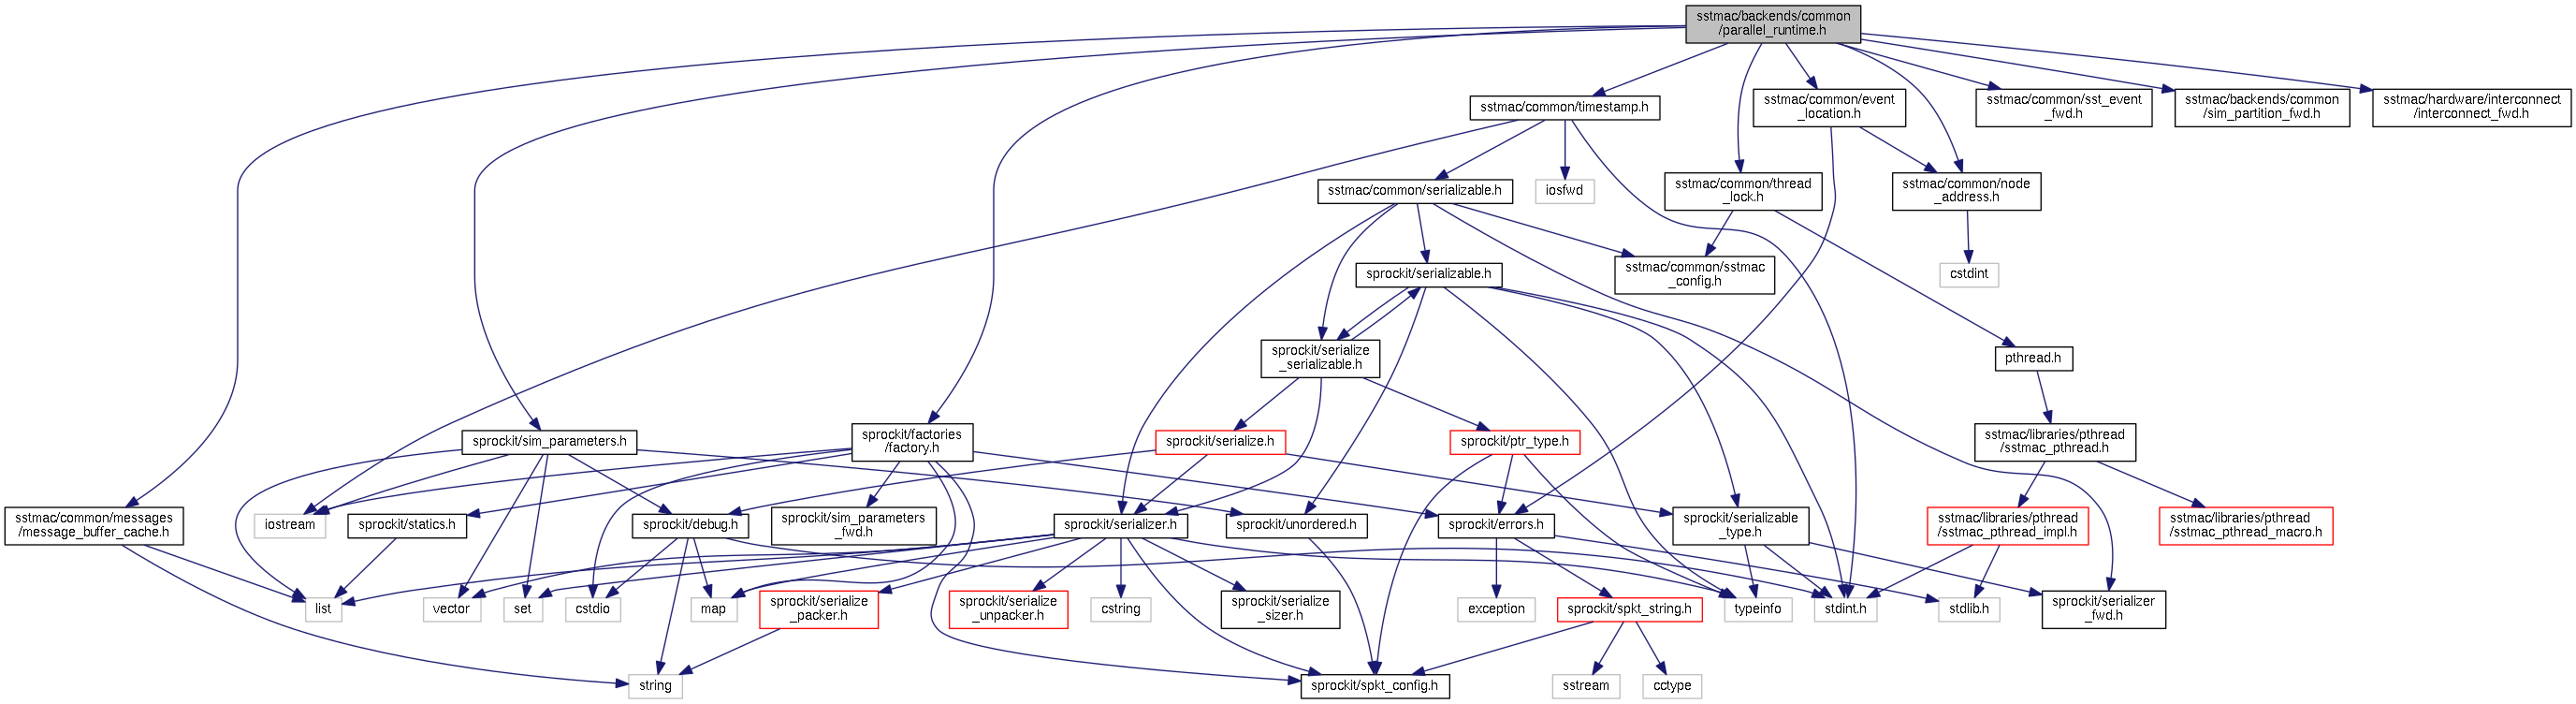 sstmac/backends/common
/parallel_runtime.h
sstmac/common/timestamp.h
sstmac/common/event
_location.h
sstmac/common/sst_event
_fwd.h
sstmac/backends/common
/sim_partition_fwd.h
sstmac/hardware/interconnect
/interconnect_fwd.h
sstmac/common/serializable.h
iosfwd
sstmac/common/thread
_lock.h
sstmac/common/node
_address.h
sprockit/serializable.h
sstmac/common/sstmac
_config.h
cstdint
sprockit/serialize
_serializable.h
pthread.h
sprockit/sim_parameters.h
sprockit/factories
/factory.h
sprockit/serialize.h
sprockit/ptr_type.h
sstmac/libraries/pthread
/sstmac_pthread.h
sstmac/common/messages
/message_buffer_cache.h
iostream
sprockit/statics.h
sprockit/debug.h
sprockit/sim_parameters
_fwd.h
sprockit/serializer.h
sprockit/unordered.h
sprockit/errors.h
sprockit/serializable
_type.h
sstmac/libraries/pthread
/sstmac_pthread_impl.h
sstmac/libraries/pthread
/sstmac_pthread_macro.h
list
vector
set
cstdio
map
sprockit/serialize
_packer.h
sprockit/serialize
_unpacker.h
cstring
sprockit/serialize
_sizer.h
exception
sprockit/spkt_string.h
typeinfo
stdint.h
stdlib.h
sprockit/serializer
_fwd.h
string
sprockit/spkt_config.h
sstream
cctype